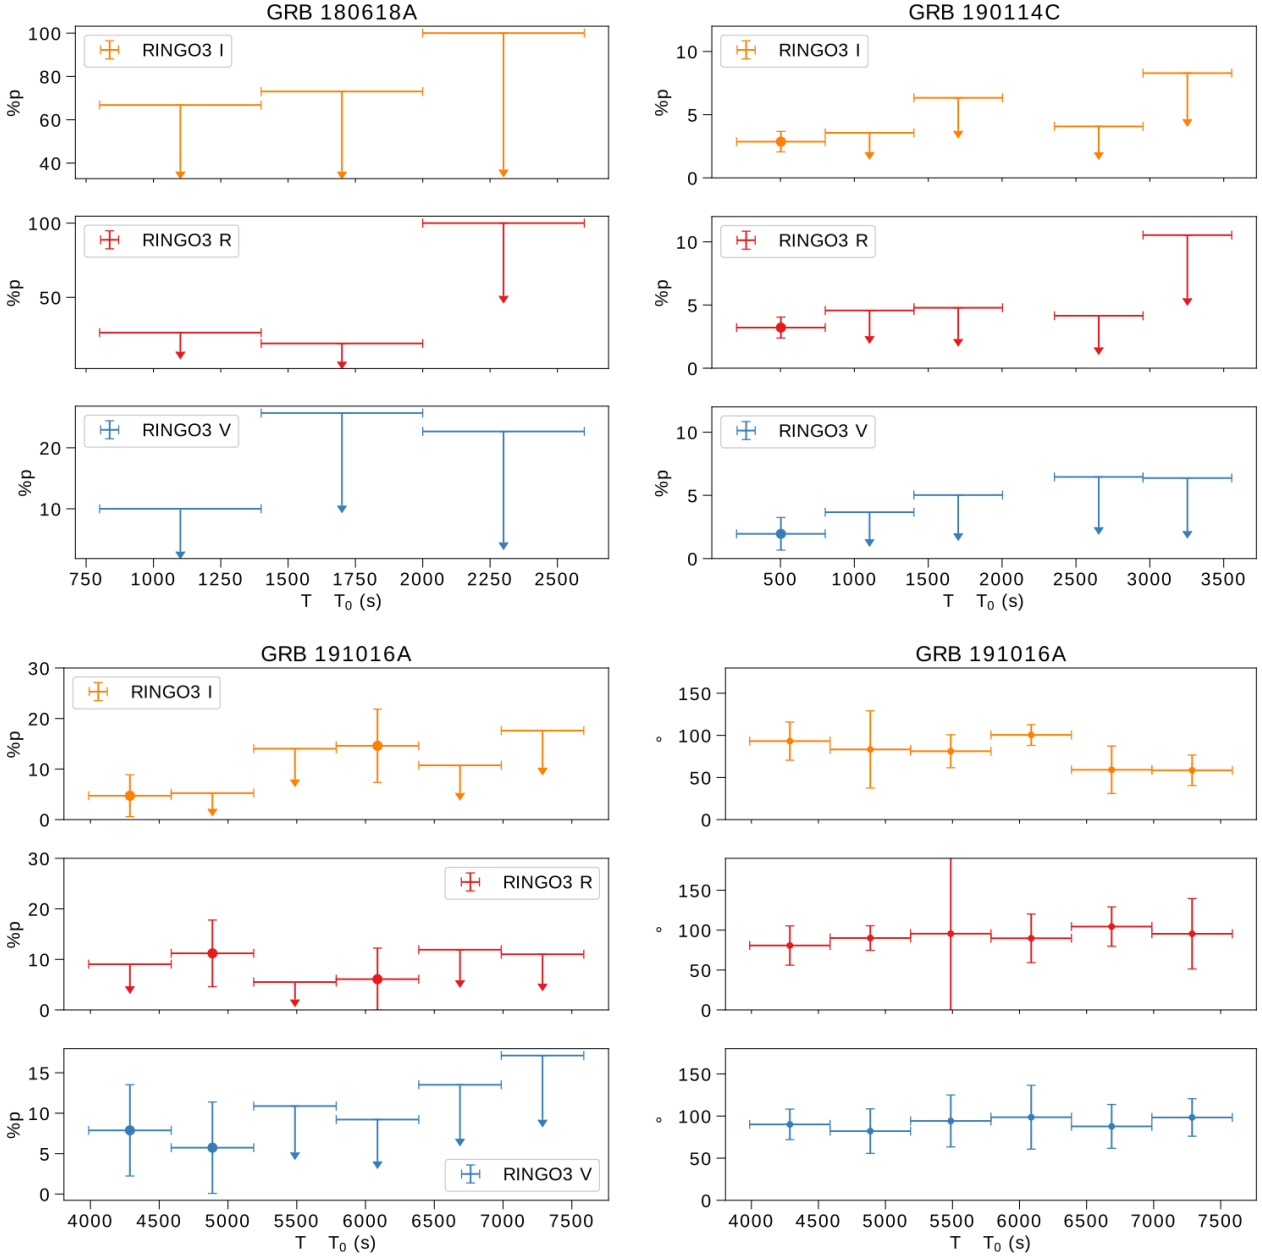 GRB 180618A
RINGO3 I
%p
100
80
60
40
RINGO3 R
%p
100
50
RINGO3 V
%p
20
10
750 1000 1250 1500 1750 2000 2250 2500
T T0 (s)
GRB 190114C
RINGO3 I
%p
10
5
0
RINGO3 R
%p
10
5
0
RINGO3 V
%p
10
5
0
500 1000 1500 2000 2500 3000 3500
T T0 (s)
GRB 191016A
RINGO3 I
%p
30
20
10
0
RINGO3 R
%p
30
20
10
0
RINGO3 V
%p
15
10
5
0
4000 4500 5000 5500 6000 6500 7000 7500
T T0 (s)
GRB 191016A
°
150
100
50
0
°
150
100
50
0
°
150
100
50
0
4000 4500 5000 5500 6000 6500 7000 7500
T T0 (s)